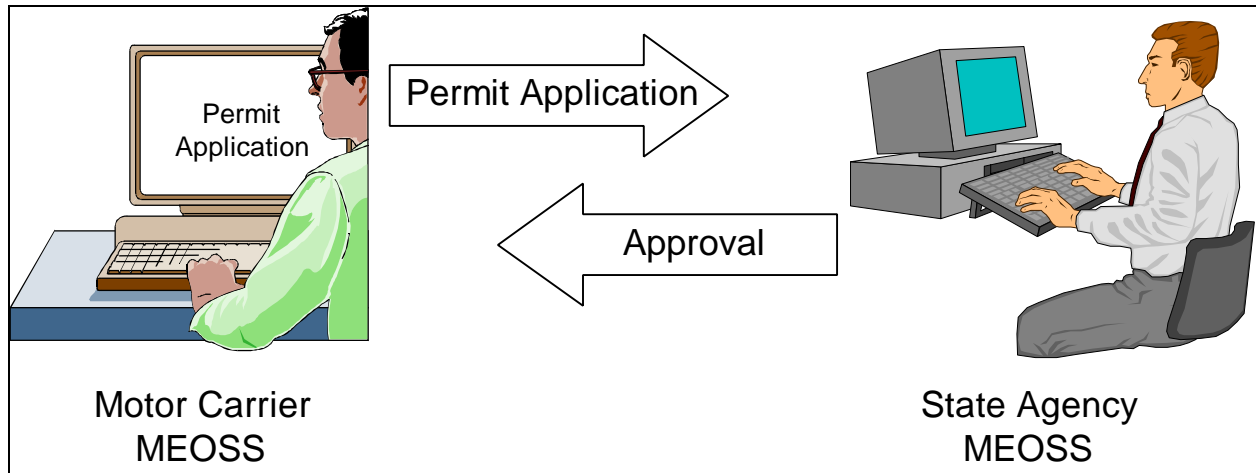 Permit
Application
Permit Application
Approval
Motor Carrier
MEOSS
State Agency
MEOSS